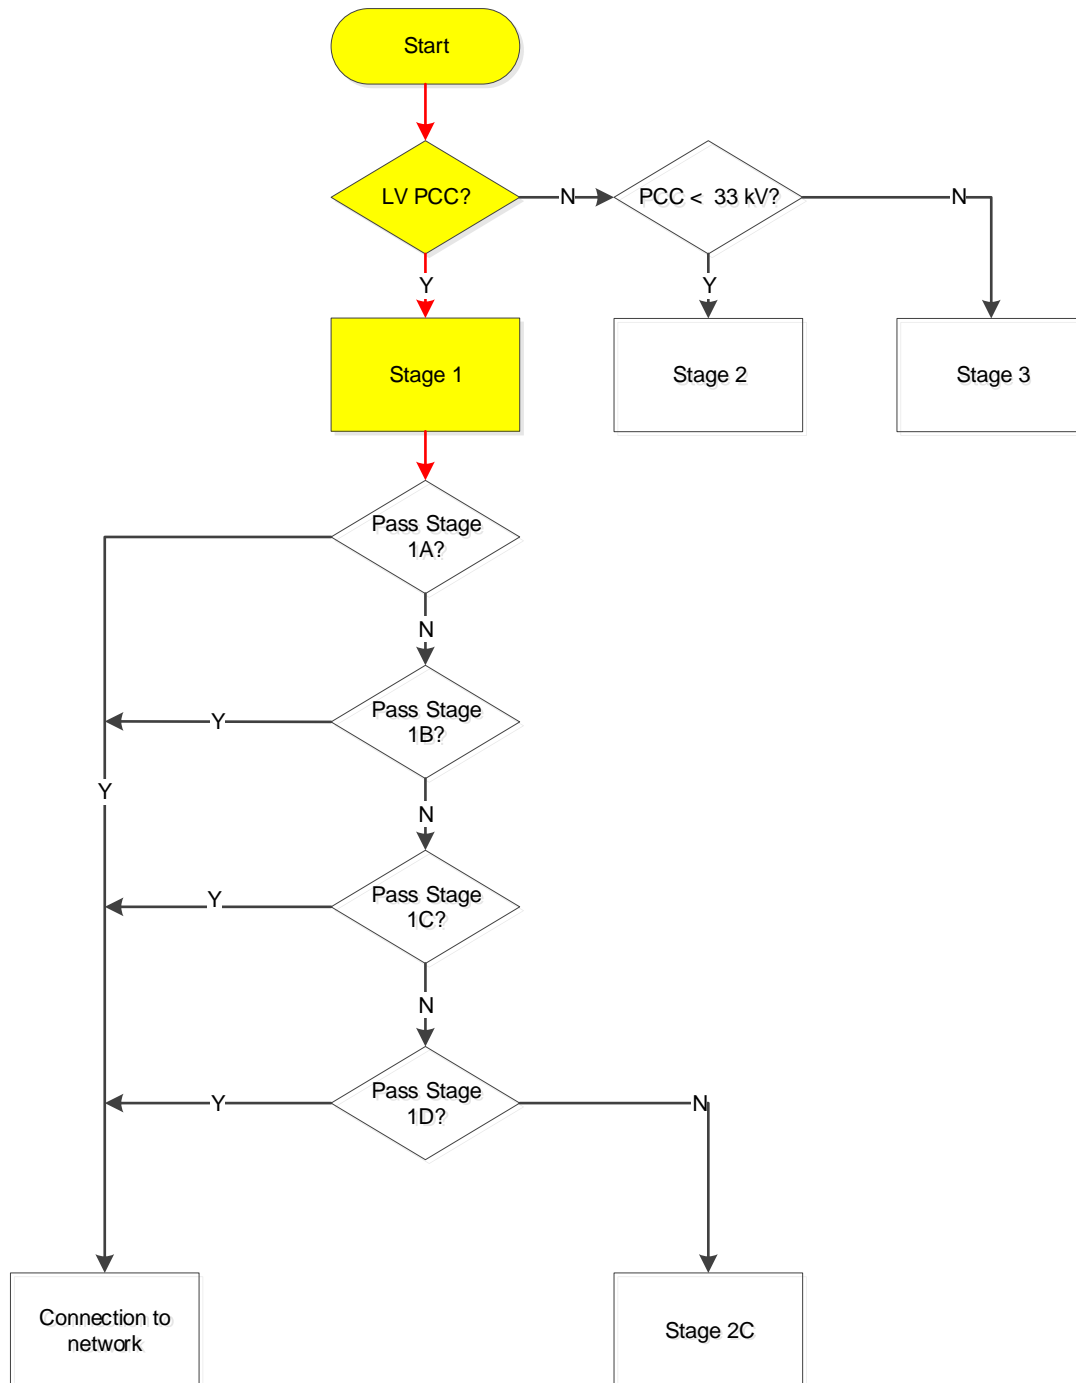 Start
LV PCC?
N
PCC < 33 kV?
N
Y
Y
Stage 1
Stage 2
Stage 3
Pass Stage
1A?
N
Pass Stage
1B?
Y
Y
N
Pass Stage
1C?
Y
N
Pass Stage
1D?
Y
N
Connection to
network
Stage 2C